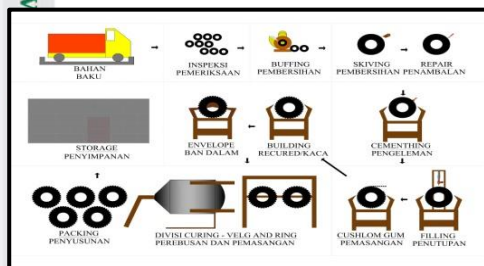 BAHAN
BAKU
INSPEKSI
PEMERIKSAAN
BUFFING
PEMBERSIHAN
SKIVING
PEMBERSIHAN
REPAIR
PENAMBALAN
STORAGE
PENYIMPANAN
ENVELOPE
BAN DALAM
BUILDING
RECURED/KACA
CEMENTHING
PENGELEMAN
PACKING
PENYUSUNAN
DIVISI CURING - VELG AND RING
PEREBUSAN DAN PEMASANGAN
CUSHLOM GUM
PEMASANGAN
FILLING
PENUTUPAN